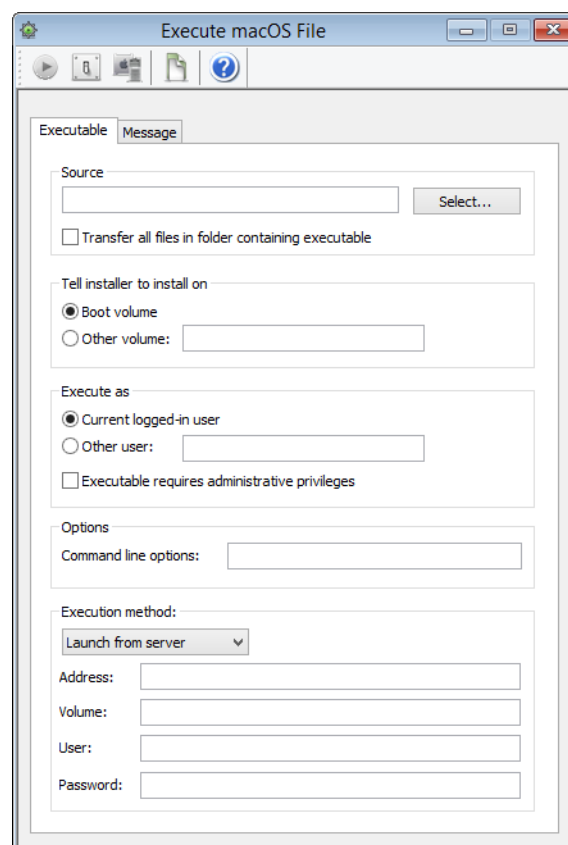 Execute macOS File
?
Executable
Message
Source
Select...
Transfer all files in folder containing executable
Tell installer to install on
Boot volume
Other volume:
Execute as
Current logged-in user
Other user:
Executable requires administrative privileges
Options
Command line options:
Execution method:
Launch from server
Address:
Volume:
User:
Password: